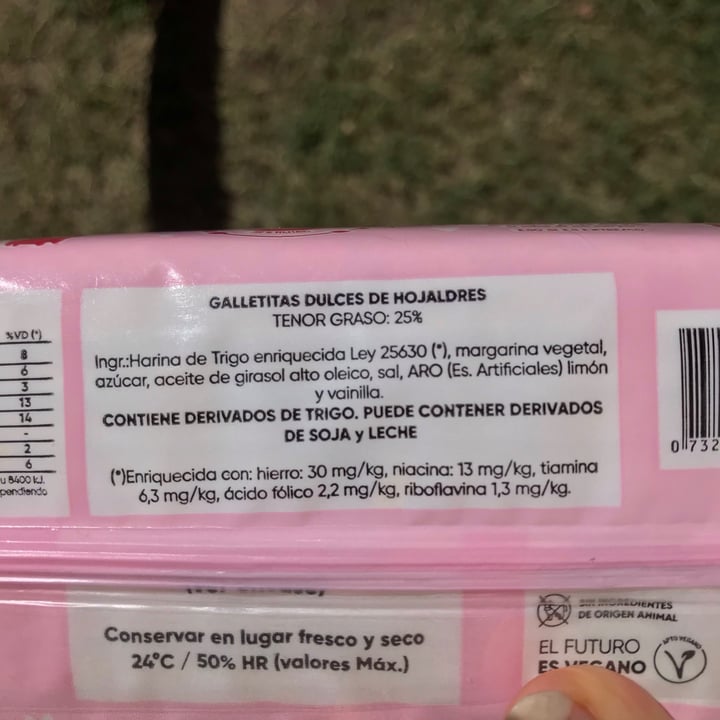 GALLETITAS DULCES DE HOJALDRES
TENOR GRASO: 25%
Ingr.:Harina de Trigo enriquecida Ley 25630 (*), margarina vegetal,
azúcar, aceite de girasol alto oleico, sal, ARO (Es. Artificiales) limón
y vainilla.
CONTIENE DERIVADOS DE TRIGO. PUEDE CONTENER DERIVADOS
DE SOJA y LECHE
(*)Enriquecida con: hierro: 30 mg/kg, niacina: 13 mg/kg, tiamina
6,3 mg/kg, ácido fólico 2,2 mg/kg, riboflavina 1,3 mg/kg.
%VD (*)
8
6
3
13
14
-
2
6
u 8400 kJ.
pendiendo
0 732
Conservar en lugar fresco y seco
24°C / 50% HR (valores Máx.)
SIN INGREDIENTES
DE ORIGEN ANIMAL
EL FUTURO
ES VEGANO
APTO VEGANO
V